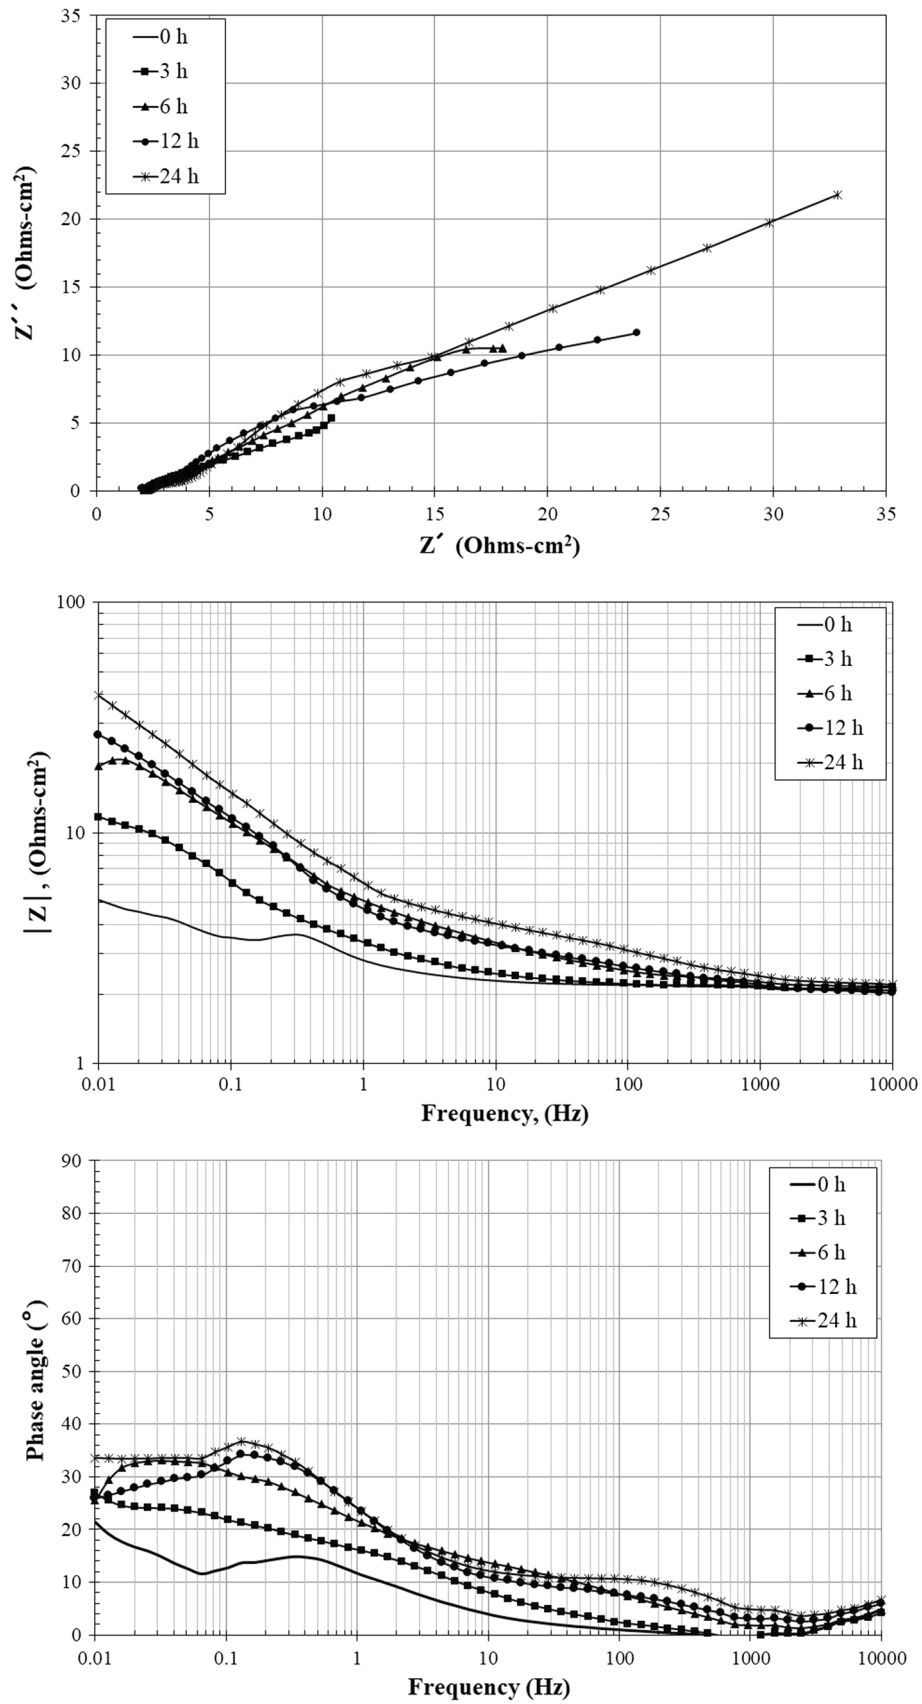 35
30
25
20
15
10
5
0
Z´´ (Ohms-cm²)
0 h
3 h
6 h
12 h
24 h
0 5 10 15 20 25 30 35
Z´ (Ohms-cm²)
100
10
1
|Z|, (Ohms-cm²)
0 h
3 h
6 h
12 h
24 h
0.01 0.1 1 10 100 1000 10000
Frequency, (Hz)
90
80
70
60
50
40
30
20
10
0
Phase angle (°)
0 h
3 h
6 h
12 h
24 h
0.01 0.1 1 10 100 1000 10000
Frequency (Hz)